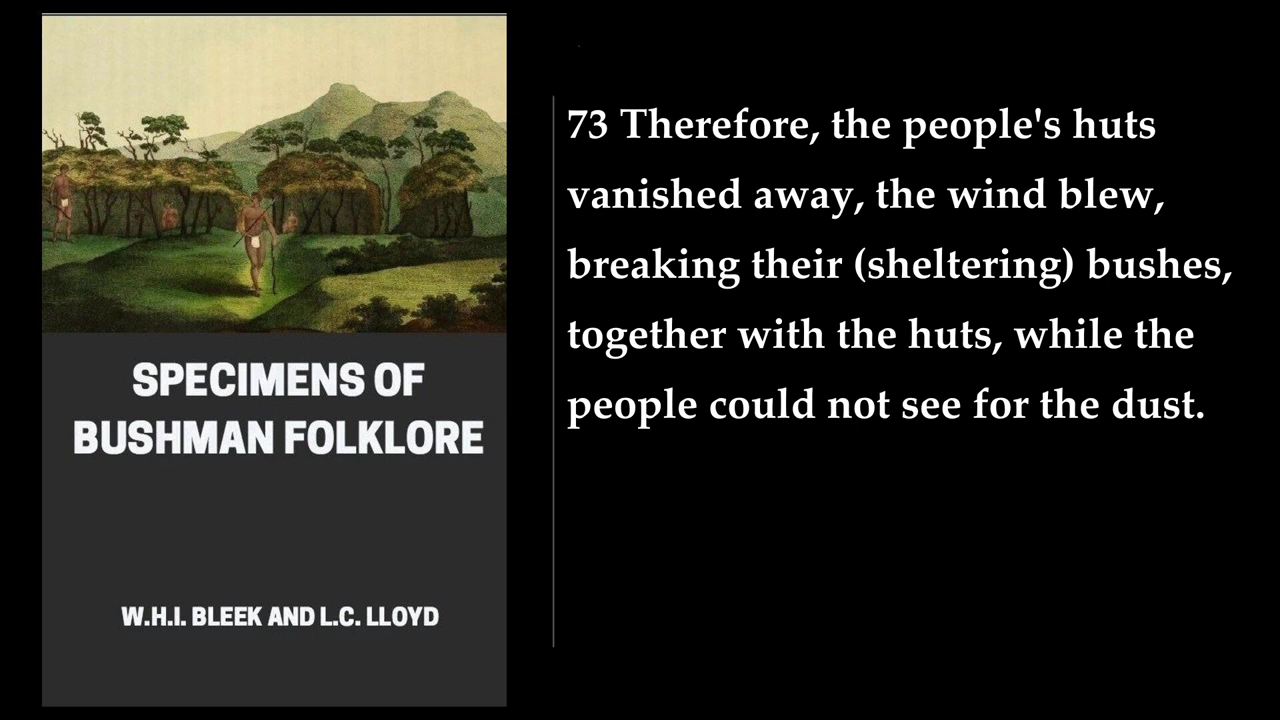 SPECIMENS OF
BUSHMAN FOLKLORE
W.H.I. BLEEK AND L.C. LLOYD
73 Therefore, the people's huts
vanished away, the wind blew,
breaking their (sheltering) bushes,
together with the huts, while the
people could not see for the dust.